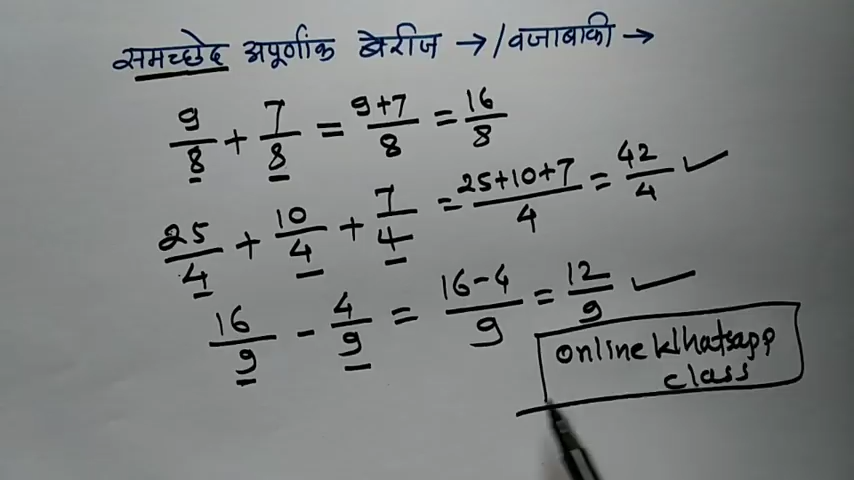 समच्छेद अपूर्णांक बेरीज → /वजाबाकी →
9/8 + 7/8 = 9+7/8 = 16/8
25/4 + 10/4 + 7/4 = 25+10+7/4 = 42/4 ✓
16/9 - 4/9 = 16-4/9 = 12/9 ✓
online Whatsapp
class